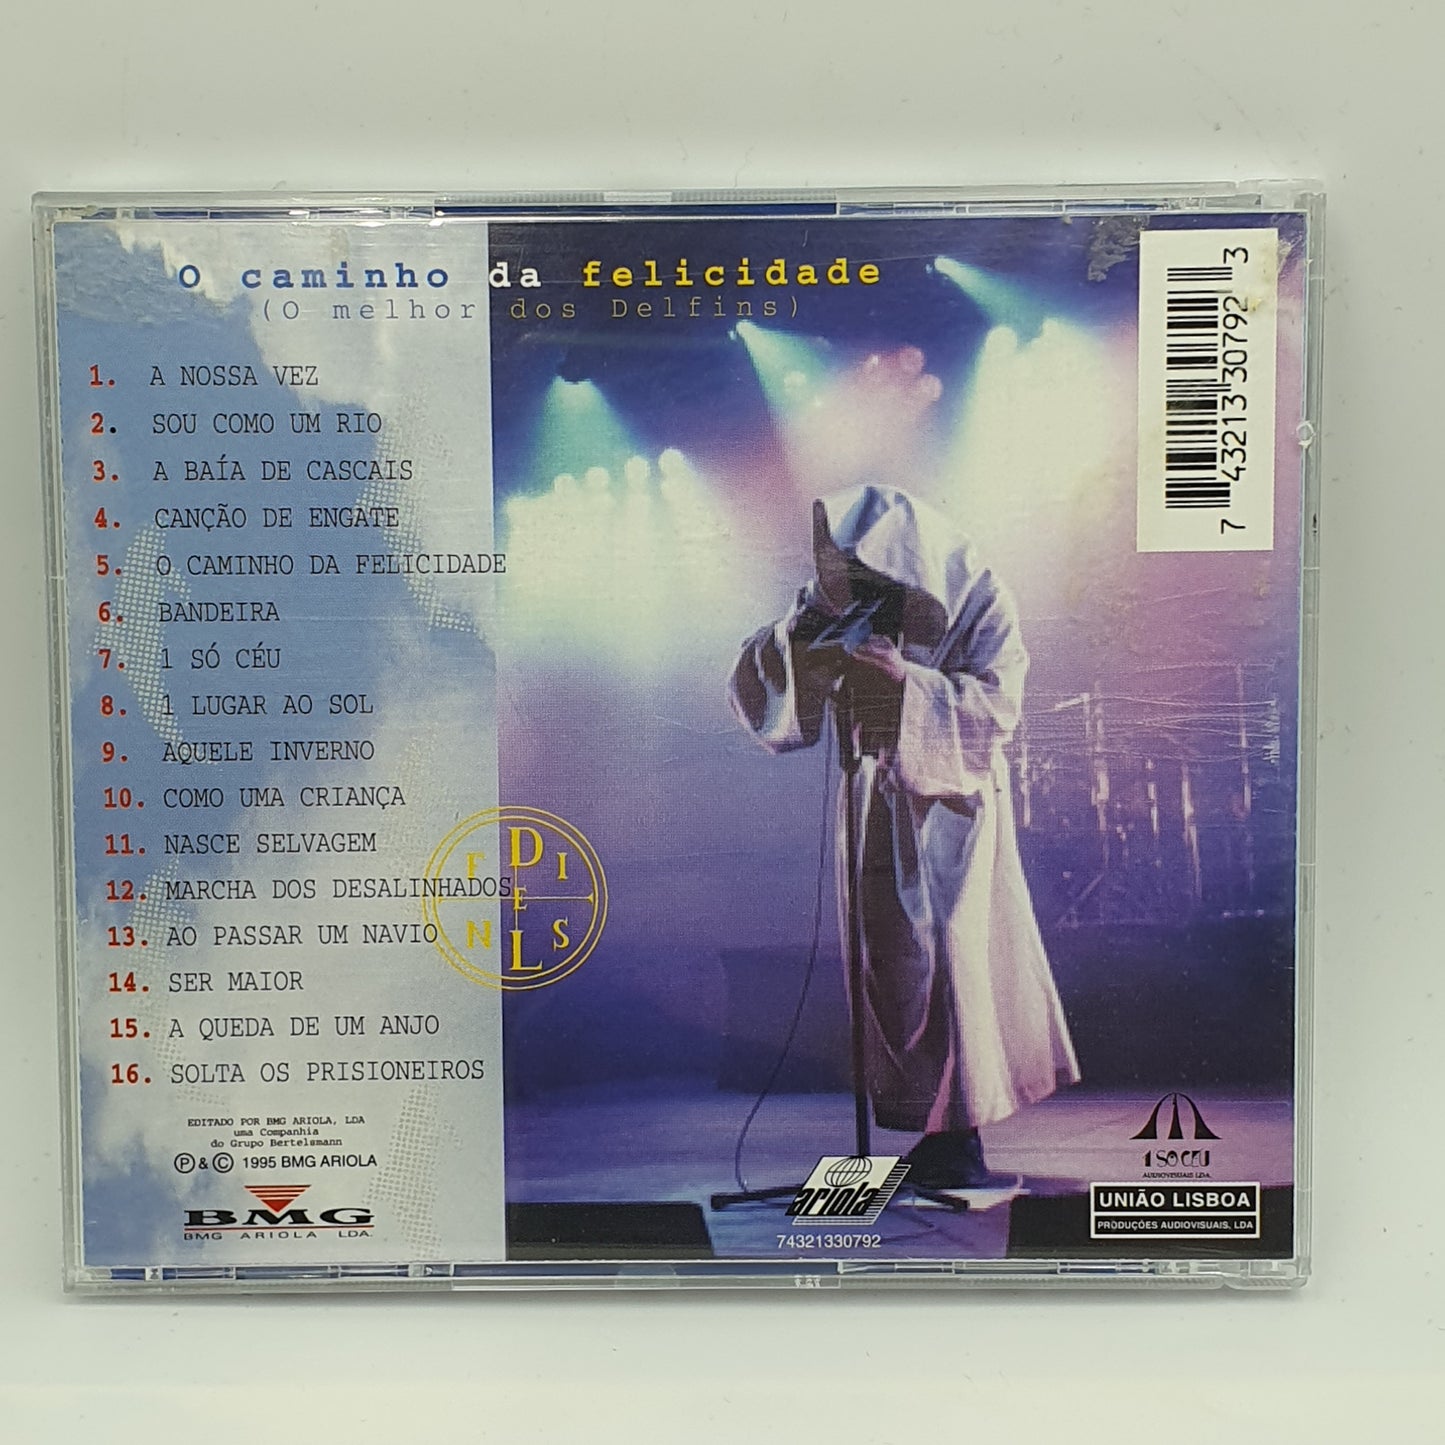 O caminho da felicidade
(O melhor dos Delfins)
1. A NOSSA VEZ
2. SOU COMO UM RIO
3. A BAÍA DE CASCAIS
4. CANÇÃO DE ENGATE
5. O CAMINHO DA FELICIDADE
6. BANDEIRA
7. 1 SÓ CÉU
8. 1 LUGAR AO SOL
9. AQUELE INVERNO
10. COMO UMA CRIANÇA
11. NASCE SELVAGEM
12. MARCHA DOS DESALINHADOS
13. AO PASSAR UM NAVIO
14. SER MAIOR
15. A QUEDA DE UM ANJO
16. SOLTA OS PRISIONEIROS
EDITADO POR BMG ARIOLA, LDA
uma Companhia
do Grupo Bertelsmann
Ⓟ & © 1995 BMG ARIOLA
BMG
BMG ARIOLA LDA.
D
F I
E
N S
L
7 43213 30792 3
ariola
74321330792
1 SÓ CÉU
AUDIOVISUAIS LDA.
UNIÃO LISBOA
PRODUÇÕES AUDIOVISUAIS, LDA